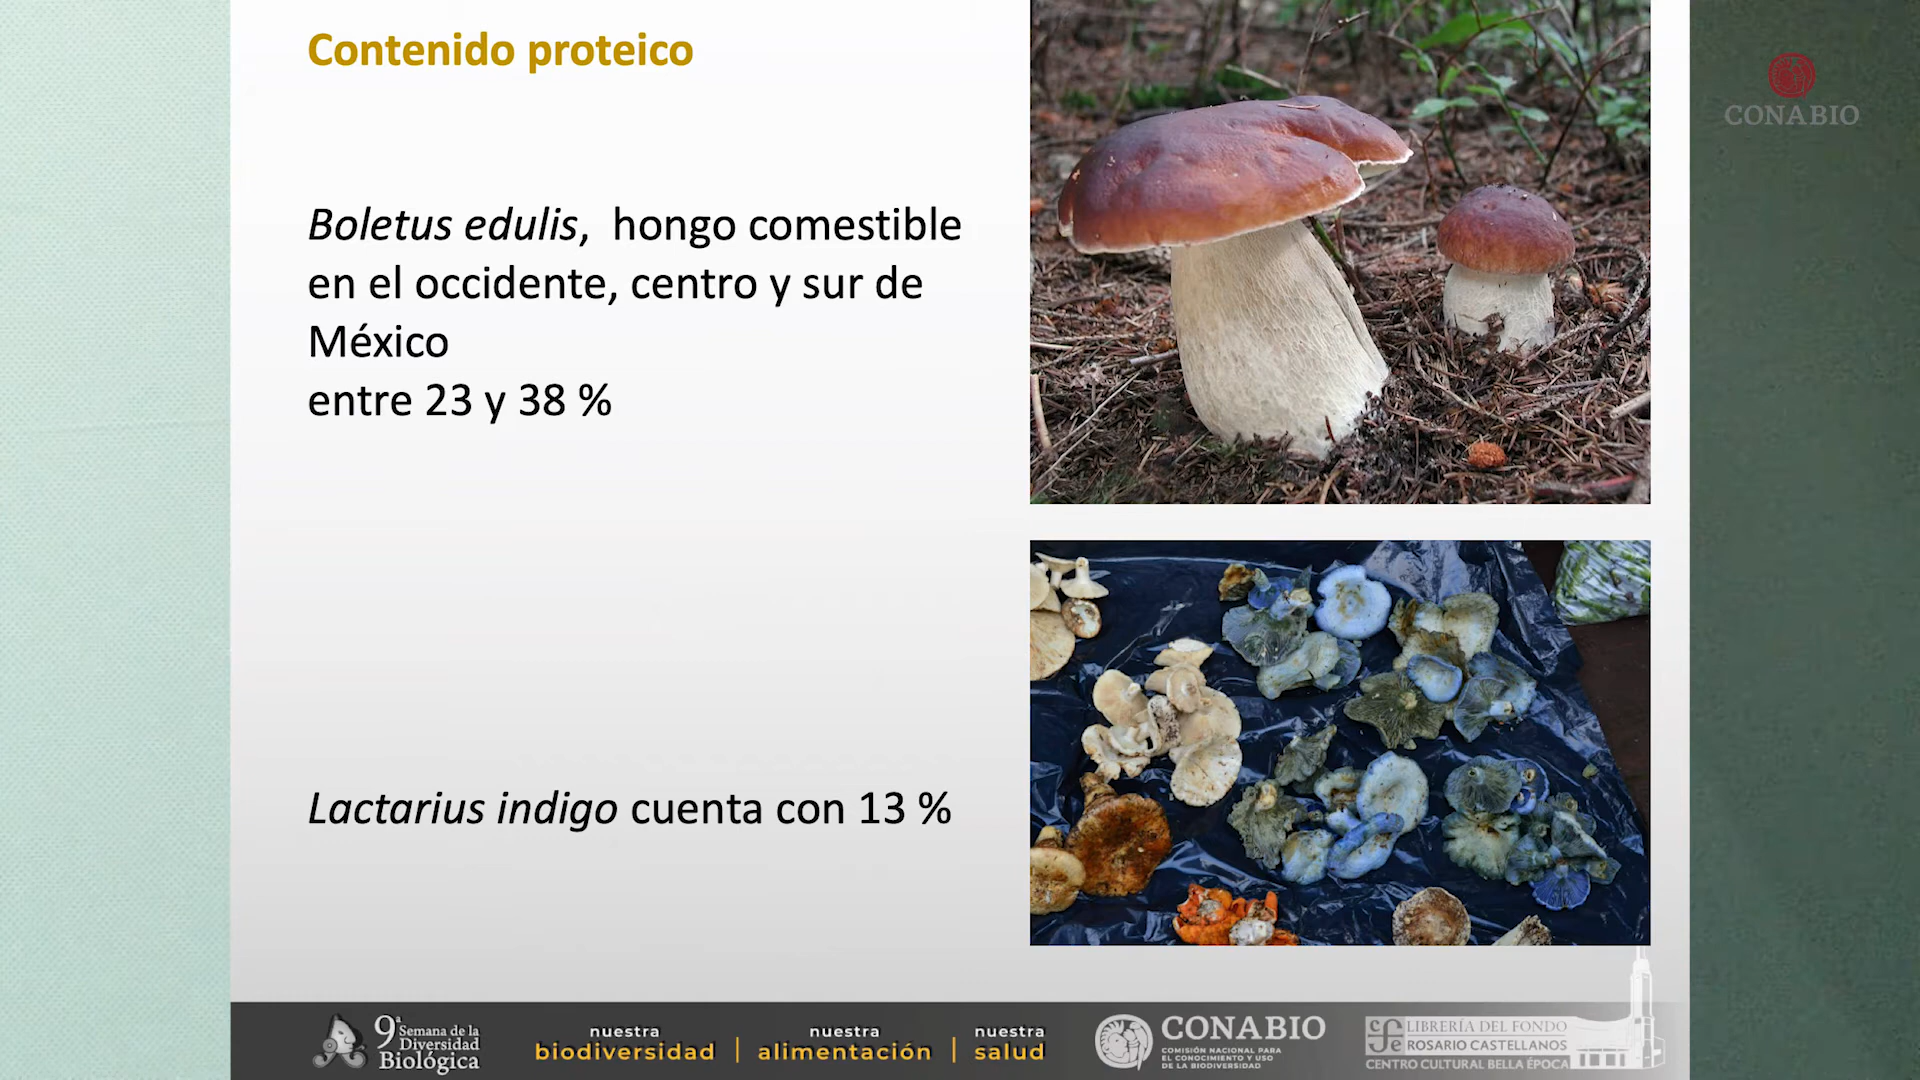 Contenido proteico
Boletus edulis, hongo comestible
en el occidente, centro y sur de
México
entre 23 y 38 %
Lactarius indigo cuenta con 13 %
CONABIO
9ª Semana de la
Diversidad
Biológica
nuestra
biodiversidad
nuestra
alimentación
nuestra
salud
CONABIO
COMISIÓN NACIONAL PARA
EL CONOCIMIENTO Y USO
DE LA BIODIVERSIDAD
LIBRERÍA DEL FONDO
ROSARIO CASTELLANOS
CENTRO CULTURAL BELLA ÉPOCA